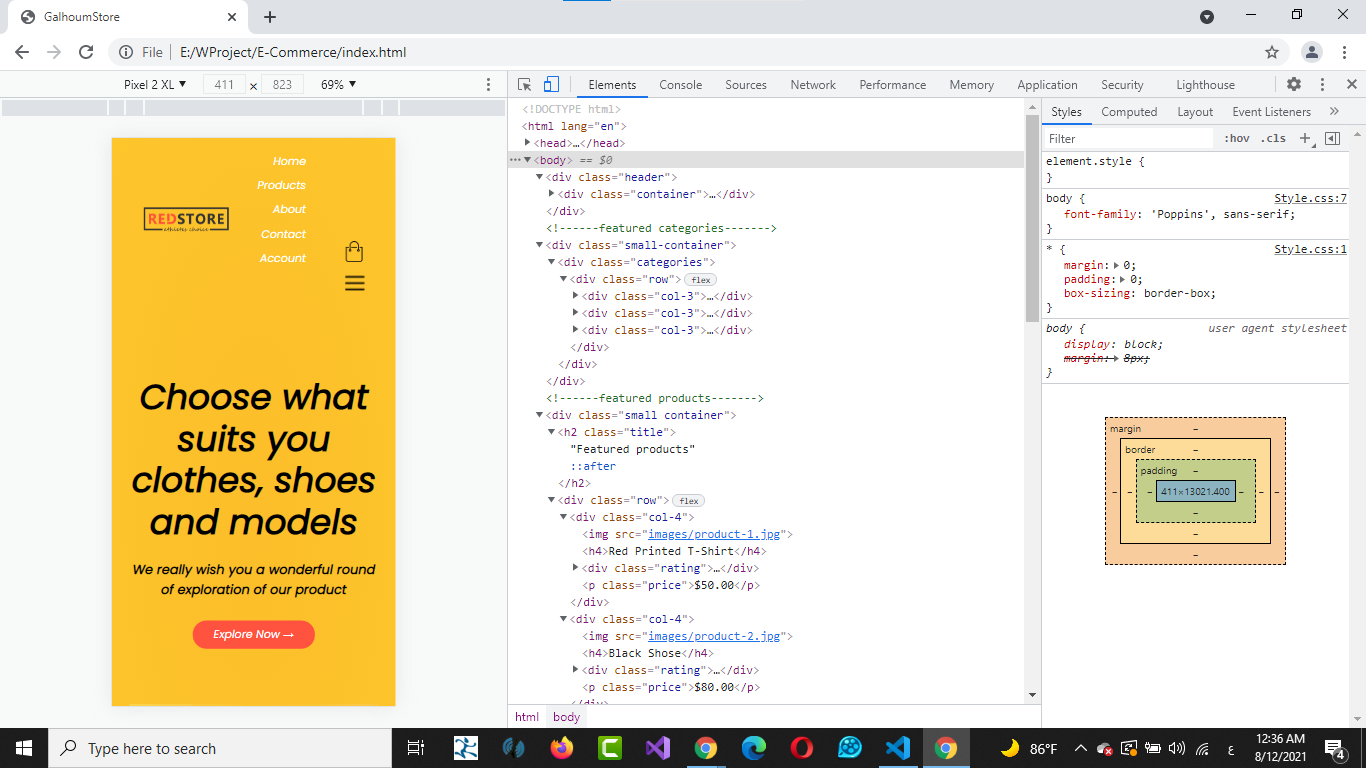 GalhoumStore
File E:/WProject/E-Commerce/index.html
Pixel 2 XL 411 × 823 69%
Home
Products
About
Contact
Account
REDSTORE
athletes choice
Choose what
suits you
clothes, shoes
and models
We really wish you a wonderful round
of exploration of our product
Explore Now →
Elements Console Sources Network Performance Memory Application Security Lighthouse
<!DOCTYPE html>
<html lang="en">
<head>…</head>
<body> == $0
<div class="header">
<div class="container">…</div>
</div>
<!------featured categories------->
<div class="small-container">
<div class="categories">
<div class="row"> flex
<div class="col-3">…</div>
<div class="col-3">…</div>
<div class="col-3">…</div>
</div>
</div>
</div>
<!------featured products------->
<div class="small container">
<h2 class="title">
"Featured products"
::after
</h2>
<div class="row"> flex
<div class="col-4">
<img src="images/product-1.jpg">
<h4>Red Printed T-Shirt</h4>
<div class="rating">…</div>
<p class="price">$50.00</p>
</div>
<div class="col-4">
<img src="images/product-2.jpg">
<h4>Black Shose</h4>
<div class="rating">…</div>
<p class="price">$80.00</p>
</div>
html body
Styles Computed Layout Event Listeners »
Filter :hov .cls +
element.style {
}
body { Style.css:7
font-family: 'Poppins', sans-serif;
}
* { Style.css:1
margin: 0;
padding: 0;
box-sizing: border-box;
}
body { user agent stylesheet
display: block;
margin: 8px;
}
margin –
border –
padding –
– – – 411×13021.400 – – –
–
–
–
Type here to search
86°F
ع
12:36 AM
8/12/2021
4